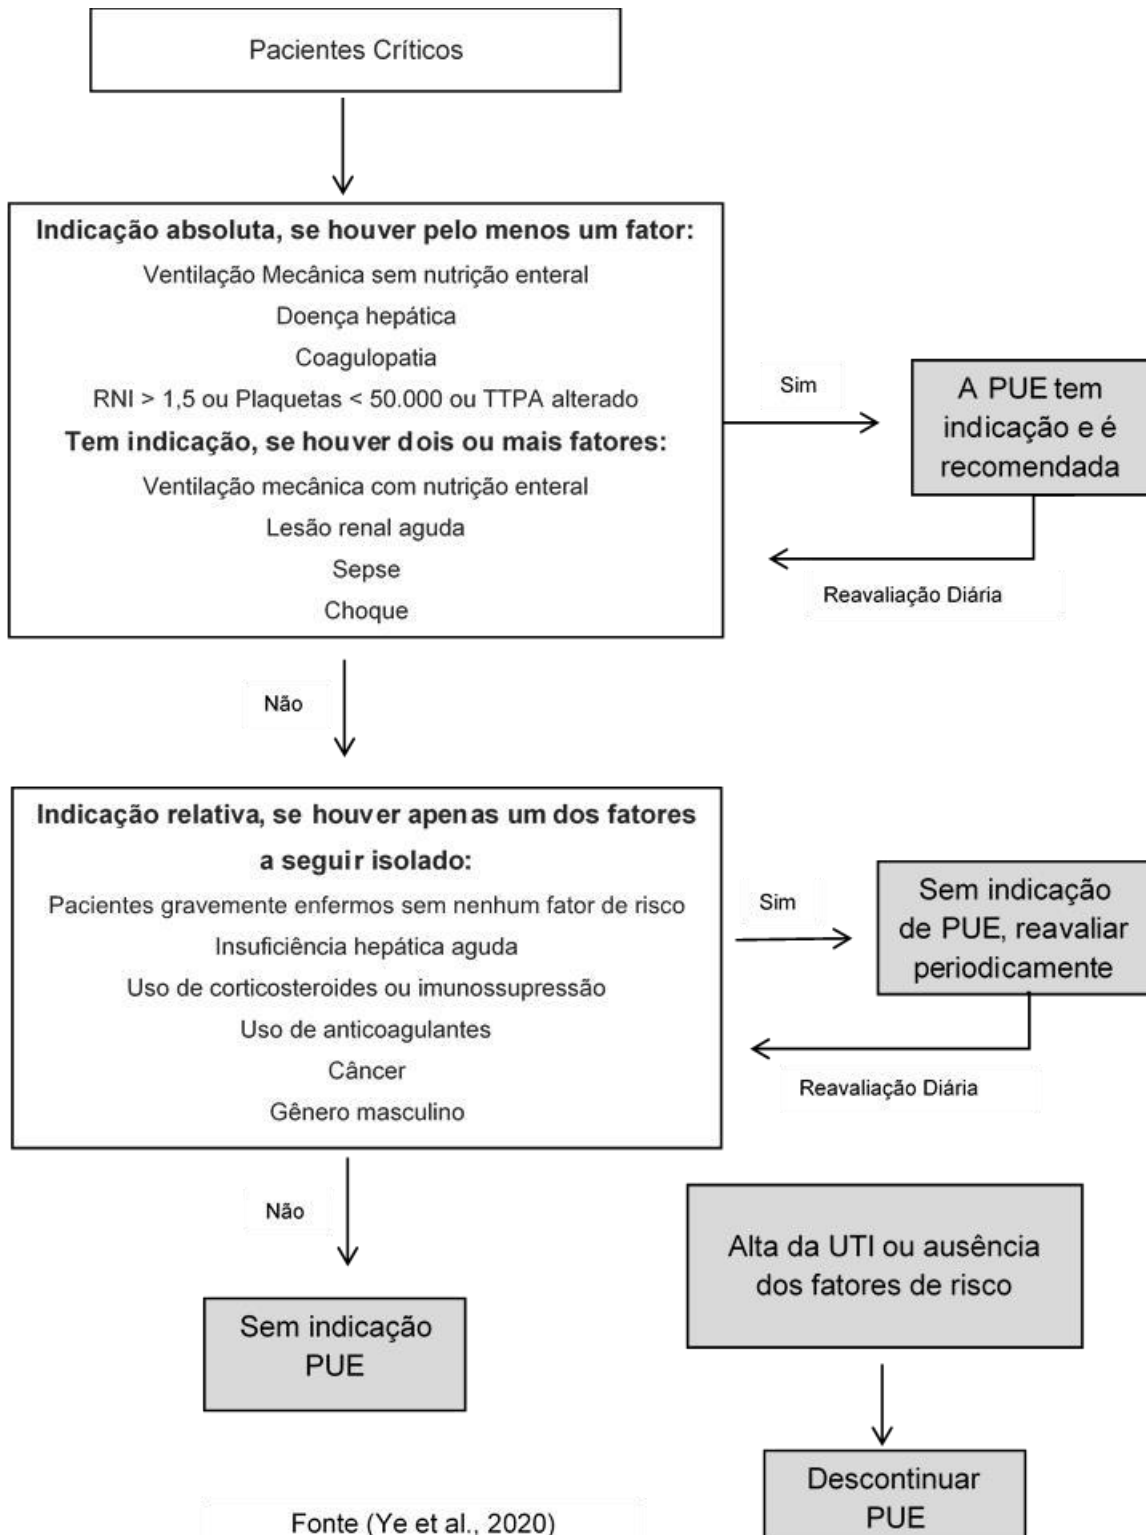 Pacientes Críticos
Indicação absoluta, se houver pelo menos um fator:
Ventilação Mecânica sem nutrição enteral
Doença hepática
Coagulopatia
RNI > 1,5 ou Plaquetas < 50.000 ou TTPA alterado
Tem indicação, se houver dois ou mais fatores:
Ventilação mecânica com nutrição enteral
Lesão renal aguda
Sepse
Choque
Sim
A PUE tem
indicação e é
recomendada
Reavaliação Diária
Não
Indicação relativa, se houver apenas um dos fatores
a seguir isolado:
Pacientes gravemente enfermos sem nenhum fator de risco
Insuficiência hepática aguda
Uso de corticosteroides ou imunossupressão
Uso de anticoagulantes
Câncer
Gênero masculino
Sim
Sem indicação
de PUE, reavaliar
periodicamente
Reavaliação Diária
Não
Sem indicação
PUE
Alta da UTI ou ausência
dos fatores de risco
Descontinuar
PUE
Fonte (Ye et al., 2020)